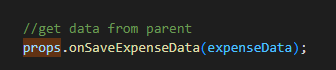 //get data from parent
props.onSaveExpenseData(expenseData);